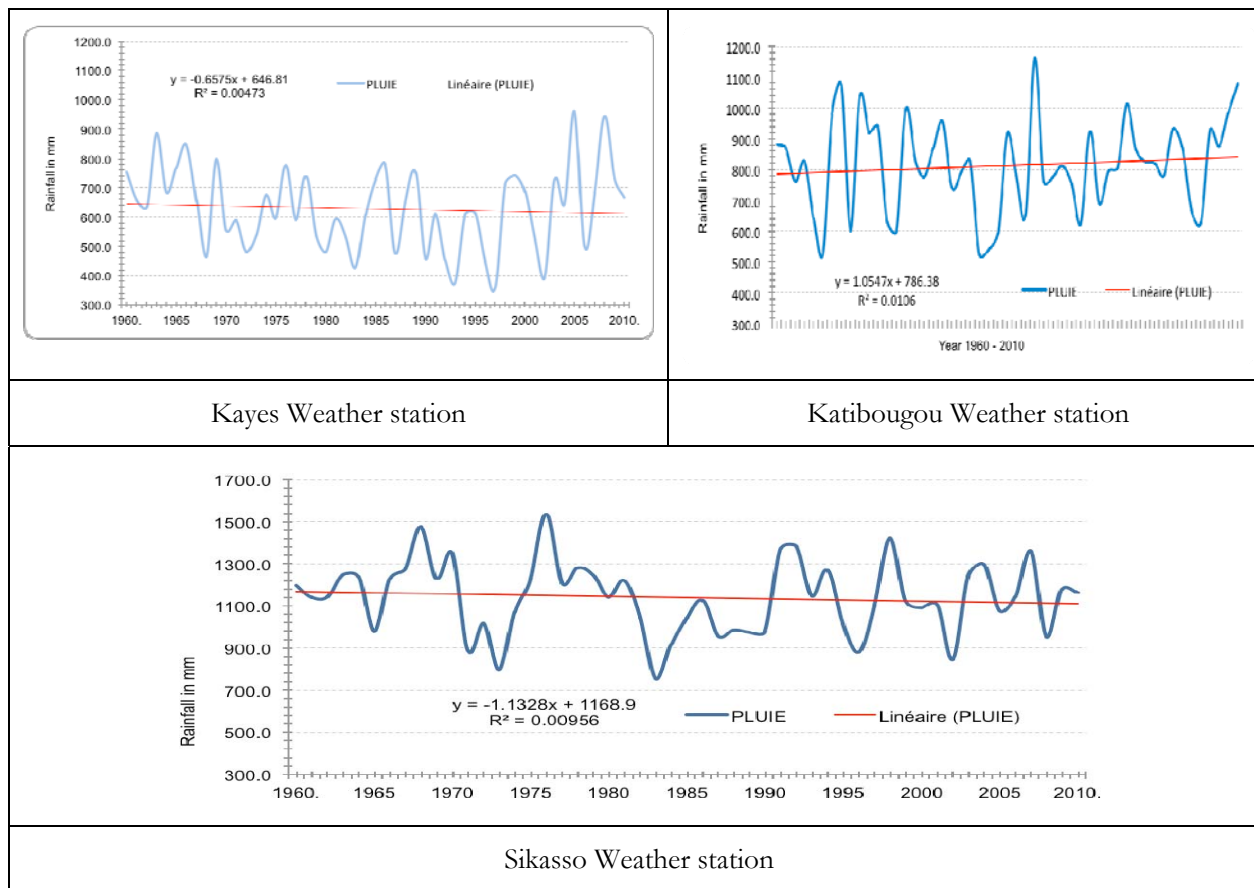 1200.0
1100.0
1000.0
900.0
800.0
700.0
600.0
500.0
400.0
300.0
Rainfall in mm
y = -0.6575x + 646.81
R² = 0.00473
PLUIE
Linéaire (PLUIE)
1960. 1965 1970 1975 1980 1985 1990 1995 2000 2005 2010.
Kayes Weather station
1200.0
1100.0
1000.0
900.0
800.0
700.0
600.0
500.0
400.0
300.0
Rainfall in mm
y = 1.0547x + 786.38
R² = 0.0106
PLUIE
Linéaire (PLUIE)
Year 1960 - 2010
Katibougou Weather station
1700.0
1500.0
1300.0
1100.0
900.0
700.0
500.0
300.0
Rainfall in mm
y = -1.1328x + 1168.9
R² = 0.00956
PLUIE
Linéaire (PLUIE)
1960. 1965 1970 1975 1980 1985 1990 1995 2000 2005 2010.
Sikasso Weather station